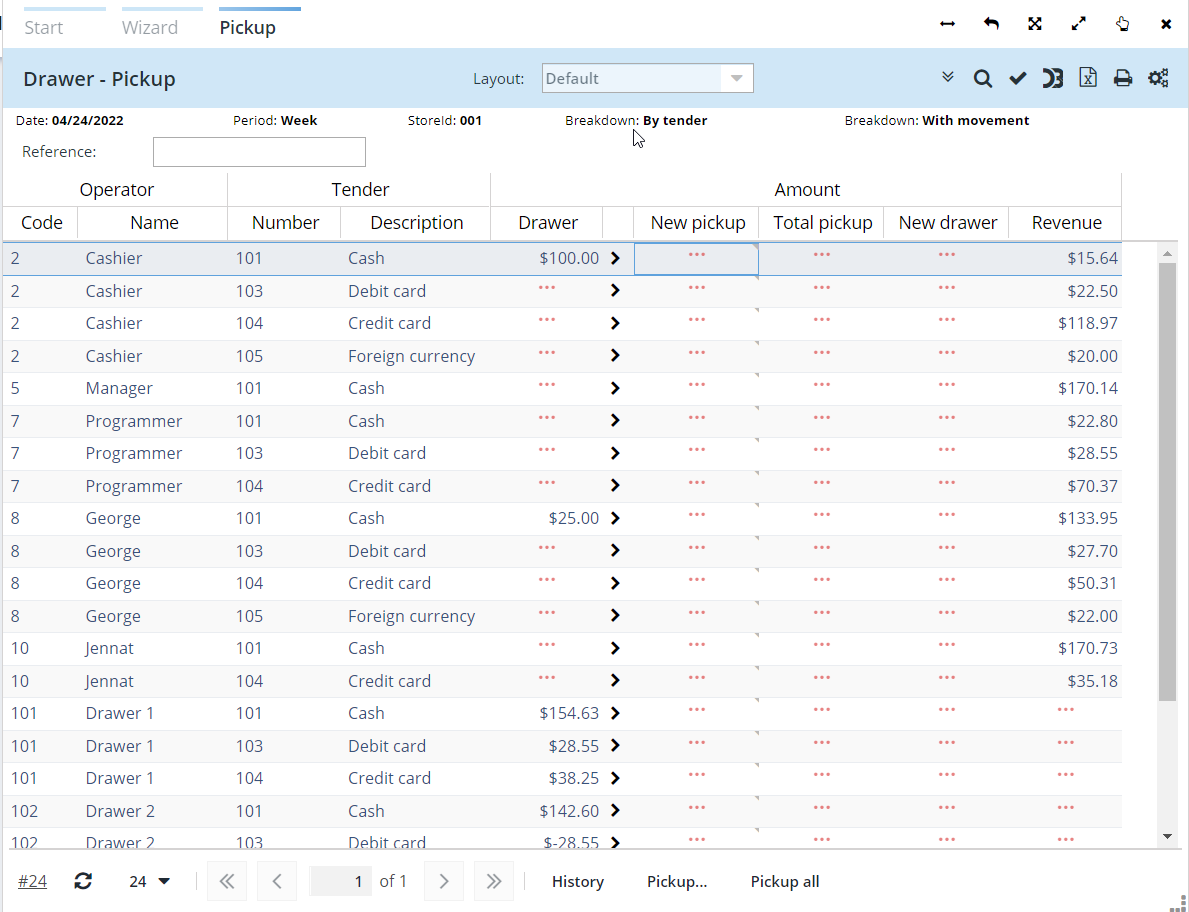 Start Wizard Pickup
Drawer - Pickup Layout: Default
Date: 04/24/2022 Period: Week StoreId: 001 Breakdown: By tender Breakdown: With movement
Reference:
Operator Tender Amount
Code Name Number Description Drawer New pickup Total pickup New drawer Revenue
2 Cashier 101 Cash $100.00 ... ... ... $15.64
2 Cashier 103 Debit card ... ... ... ... $22.50
2 Cashier 104 Credit card ... ... ... ... $118.97
2 Cashier 105 Foreign currency ... ... ... ... $20.00
5 Manager 101 Cash ... ... ... ... $170.14
7 Programmer 101 Cash ... ... ... ... $22.80
7 Programmer 103 Debit card ... ... ... ... $28.55
7 Programmer 104 Credit card ... ... ... ... $70.37
8 George 101 Cash $25.00 ... ... ... $133.95
8 George 103 Debit card ... ... ... ... $27.70
8 George 104 Credit card ... ... ... ... $50.31
8 George 105 Foreign currency ... ... ... ... $22.00
10 Jennat 101 Cash ... ... ... ... $170.73
10 Jennat 104 Credit card ... ... ... ... $35.18
101 Drawer 1 101 Cash $154.63 ... ... ... ...
101 Drawer 1 103 Debit card $28.55 ... ... ... ...
101 Drawer 1 104 Credit card $38.25 ... ... ... ...
102 Drawer 2 101 Cash $142.60 ... ... ... ...
102 Drawer 2 103 Debit card $-28.55 ... ... ... ...
#24 24 1 of 1 History Pickup... Pickup all